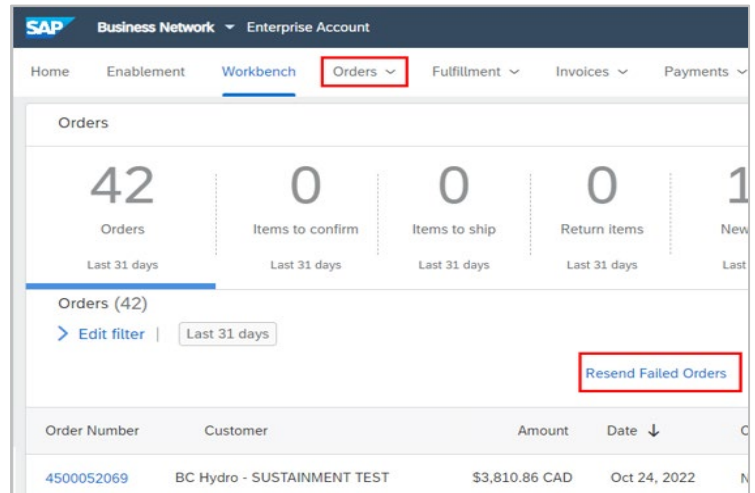 SAP Business Network Enterprise Account
Home Enablement Workbench Orders Fulfillment Invoices Payments
Orders
42 0 0 0 1
Orders Items to confirm Items to ship Return items New
Last 31 days Last 31 days Last 31 days Last 31 days Last
Orders (42)
Edit filter | Last 31 days
Resend Failed Orders
Order Number Customer Amount Date
4500052069 BC Hydro - SUSTAINMENT TEST $3,810.86 CAD Oct 24, 2022